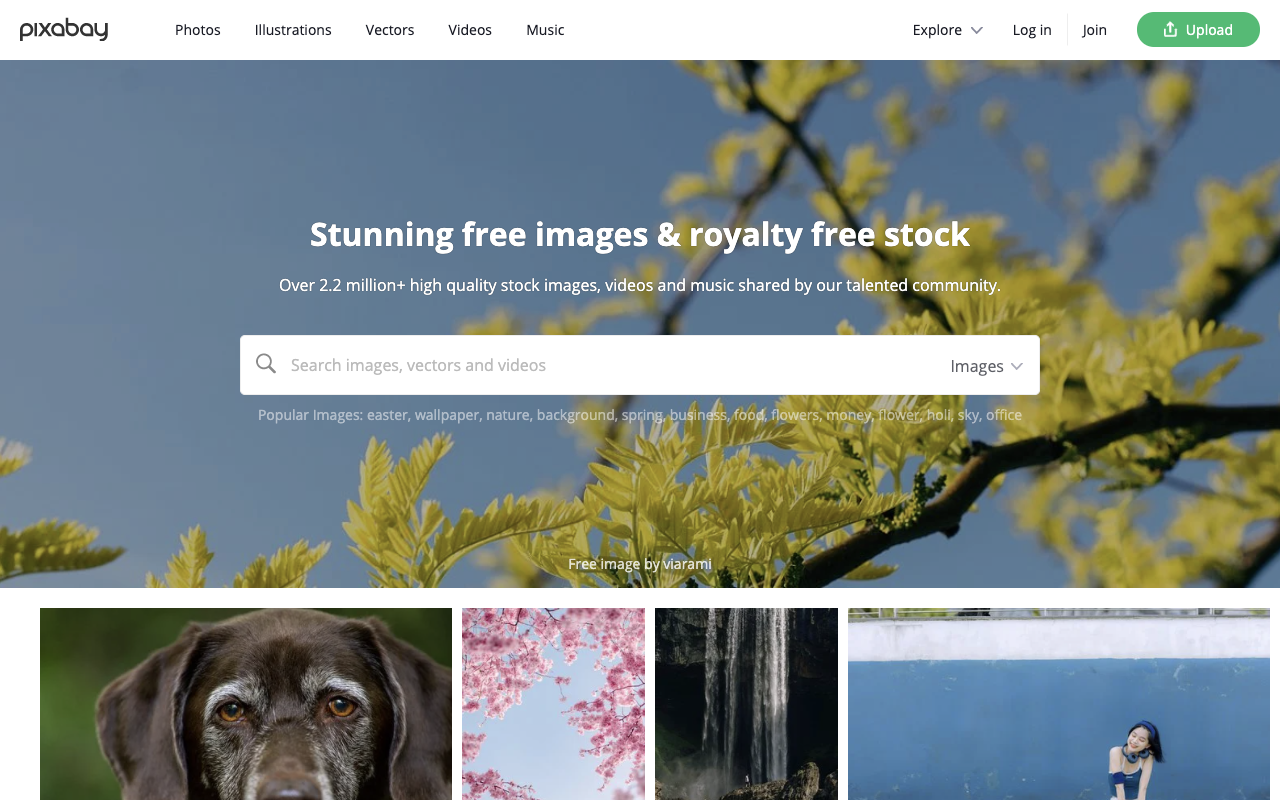 pixabay
Photos
Illustrations
Vectors
Videos
Music
Explore
Log in
Join
Upload
Stunning free images & royalty free stock
Over 2.2 million+ high quality stock images, videos and music shared by our talented community.
Search images, vectors and videos
Images
Popular Images: easter, wallpaper, nature, background, spring, business, food, flowers, money, flower, holi, sky, office
Free image by viarami